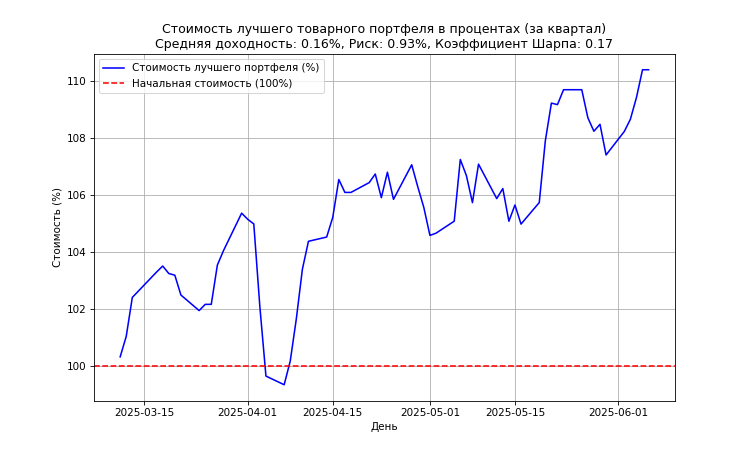 Стоимость лучшего товарного портфеля в процентах (за квартал)
Средняя доходность: 0.16%, Риск: 0.93%, Коэффициент Шарпа: 0.17
Стоимость лучшего портфеля (%)
Начальная стоимость (100%)
Стоимость (%)
110
108
106
104
102
100
2025-03-15
2025-04-01
2025-04-15
2025-05-01
2025-05-15
2025-06-01
День